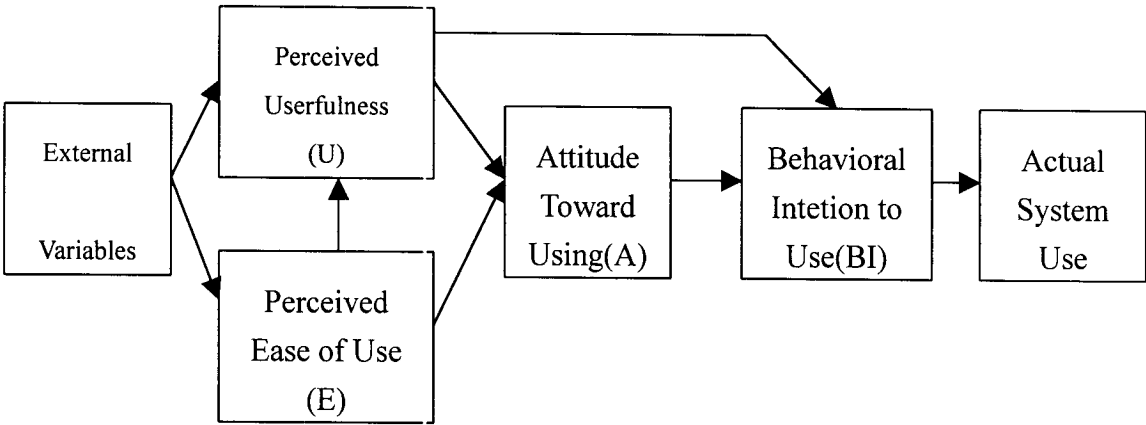 External
Variables
Perceived
Userfulness
(U)
Perceived
Ease of Use
(E)
Attitude
Toward
Using(A)
Behavioral
Intetion to
Use(BI)
Actual
System
Use